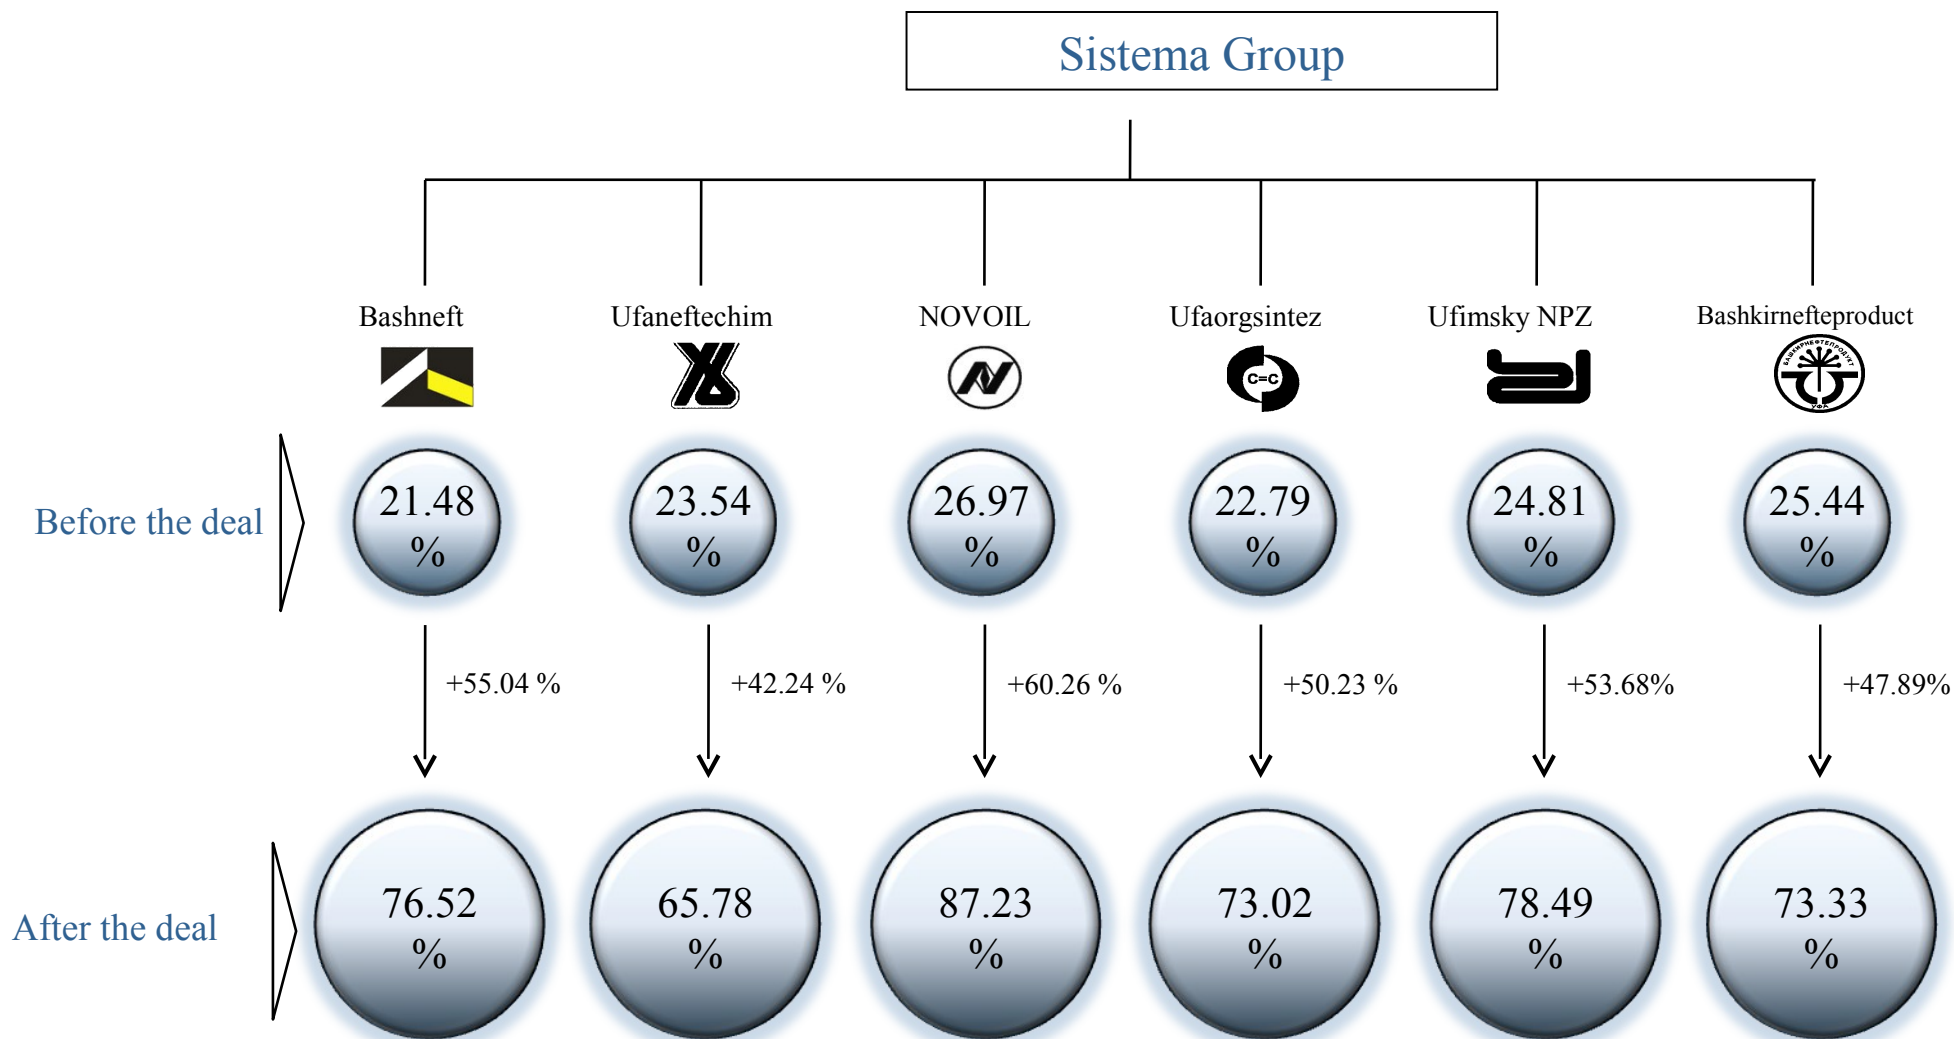 Sistema Group
Bashneft
Ufaneftechim
NOVOIL
Ufaorgsintez
Ufimsky NPZ
Bashkirnefteproduct
C=C
БАШКИРНЕФТЕПРОДУКТ
УФА
Before the deal
21.48
%
23.54
%
26.97
%
22.79
%
24.81
%
25.44
%
+55.04 %
+42.24 %
+60.26 %
+50.23 %
+53.68%
+47.89%
After the deal
76.52
%
65.78
%
87.23
%
73.02
%
78.49
%
73.33
%